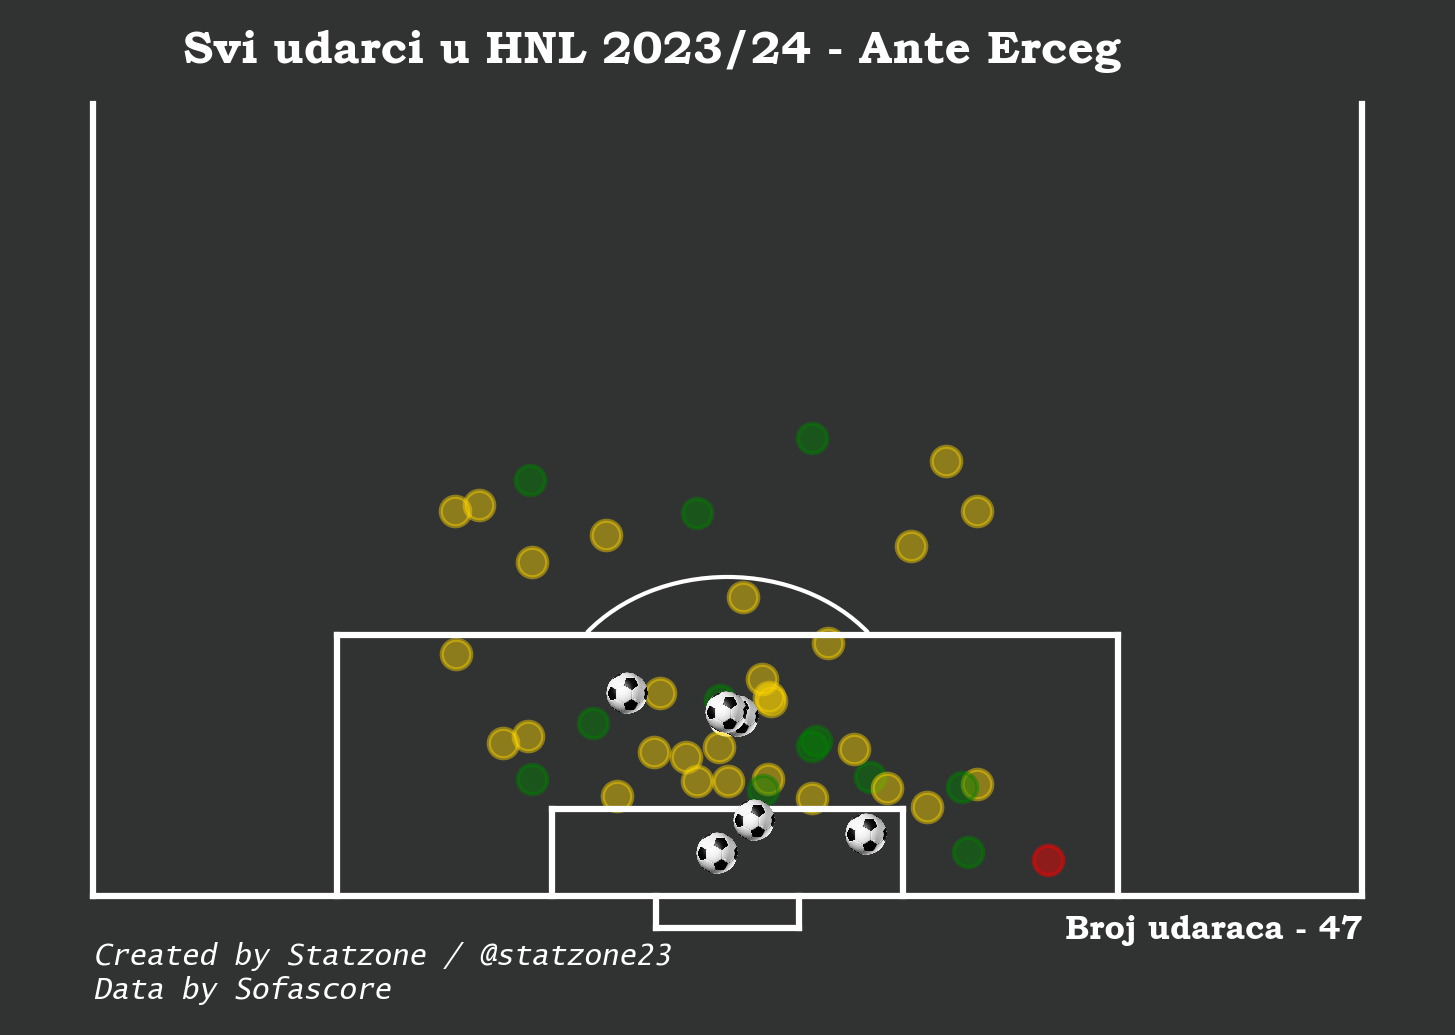 Svi udarci u HNL 2023/24 - Ante Erceg
Broj udaraca - 47
Created by Statzone / @statzone23
Data by Sofascore